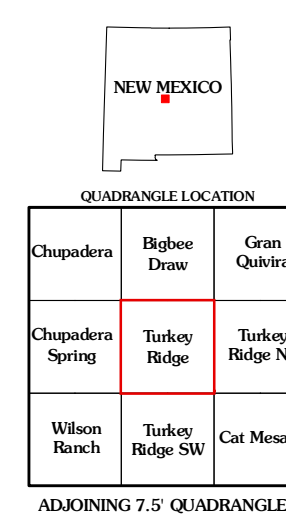 NEW MEXICO
QUADRANGLE LOCATION
Chupadera
Bigbee
Draw
Gran
Quivira
Chupadera
Spring
Turkey
Ridge
Turkey
Ridge N
Wilson
Ranch
Turkey
Ridge SW
Cat Mesa
ADJOINING 7.5' QUADRANGLE